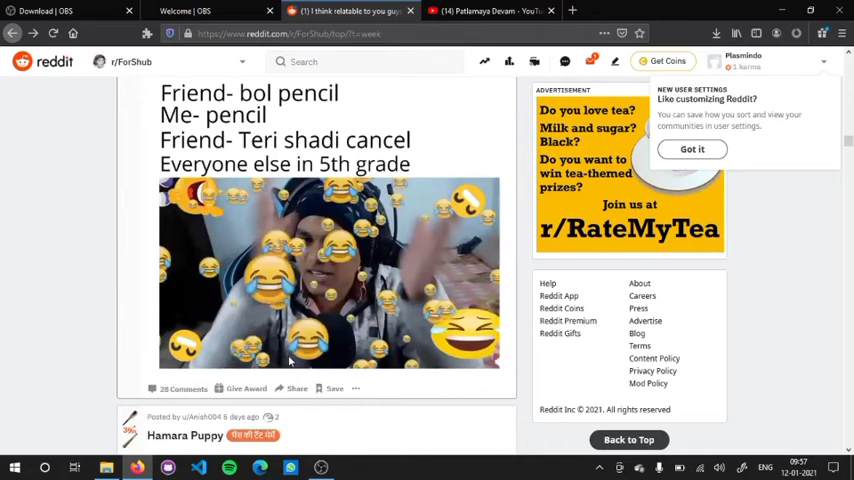 Download | OBS
Welcome | OBS
(1) I think relatable to you guys
(14) Patlamaya Devam - YouT
https://www.reddit.com/r/ForShub/top/?t=week
reddit
r/ForShub
Search
Get Coins
Plasmindo
1 karma
Friend- bol pencil
Me- pencil
Friend- Teri shadi cancel
Everyone else in 5th grade
28 Comments
Give Award
Share
Save
Posted by u/Anish004 5 days ago
2
Hamara Puppy
ADVERTISEMENT
Do you love tea?
Milk and sugar?
Black?
Do you want to
win tea-themed
prizes?
Join us at
r/RateMyTea
NEW USER SETTINGS
Like customizing Reddit?
You can save how you sort and view your
communities in user settings.
Got it
Help
About
Reddit App
Careers
Reddit Coins
Press
Reddit Premium
Advertise
Reddit Gifts
Blog
Terms
Content Policy
Privacy Policy
Mod Policy
Reddit Inc © 2021. All rights reserved
Back to Top
ENG
09:57
12-01-2021